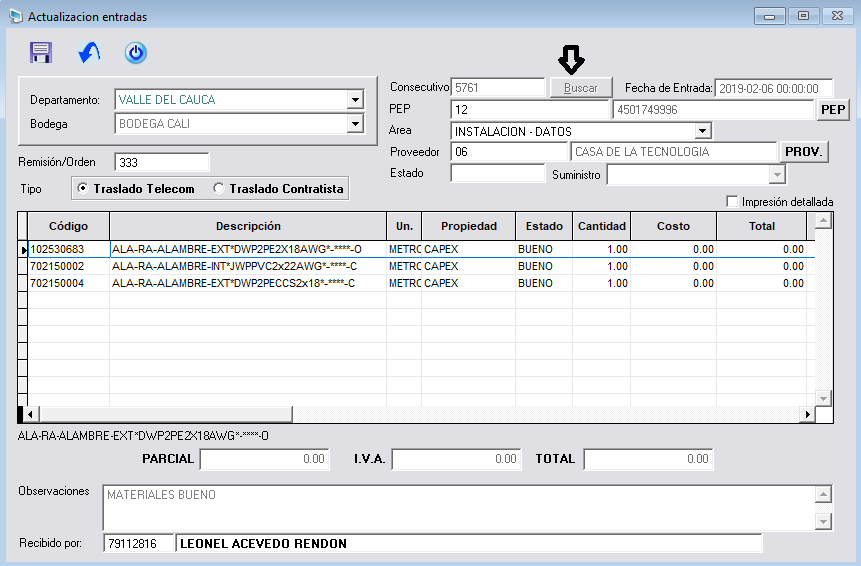 Actualizacion entradas
Departamento: VALLE DEL CAUCA
Bodega BODEGA CALI
Consecutivo 5761 Buscar Fecha de Entrada: 2019-02-06 00:00:00
PEP 12 4501749996 PEP
Area INSTALACION - DATOS
Proveedor 06 CASA DE LA TECNOLOGIA PROV.
Estado Suministro
Remisión/Orden 333
Tipo Traslado Telecom Traslado Contratista
Impresión detallada
Código Descripción Un. Propiedad Estado Cantidad Costo Total
102530683 ALA-RA-ALAMBRE-EXT*DWP2PE2X18AWG*-****-O METRO CAPEX BUENO 1.00 0.00 0.00
702150002 ALA-RA-ALAMBRE-INT*JWPPVC2x22AWG*-****-C METRO CAPEX BUENO 1.00 0.00 0.00
702150004 ALA-RA-ALAMBRE-EXT*DWP2PECCS2x18*-****-C METRO CAPEX BUENO 1.00 0.00 0.00
ALA-RA-ALAMBRE-EXT*DWP2PE2X18AWG*-****-O
PARCIAL 0.00 I.V.A. 0.00 TOTAL 0.00
Observaciones MATERIALES BUENO
Recibido por: 79112816 LEONEL ACEVEDO RENDON